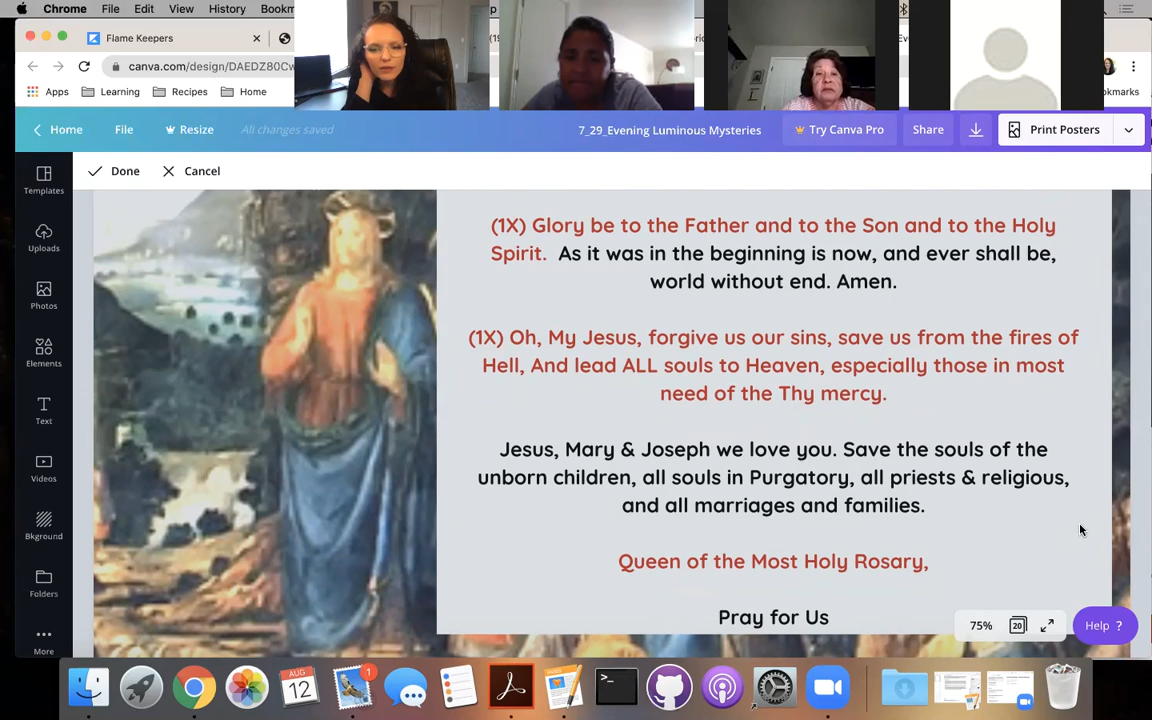 Chrome File Edit View History Bookm
Flame Keepers
canva.com/design/DAEDZ80Cw
Apps Learning Recipes Home
Home File Resize All changes saved 7_29_Evening Luminous Mysteries Try Canva Pro Share Print Posters
Done Cancel
Templates
Uploads
Photos
Elements
Text
Videos
Bkground
Folders
More
(1X) Glory be to the Father and to the Son and to the Holy
Spirit. As it was in the beginning is now, and ever shall be,
world without end. Amen.
(1X) Oh, My Jesus, forgive us our sins, save us from the fires of
Hell, And lead ALL souls to Heaven, especially those in most
need of the Thy mercy.
Jesus, Mary & Joseph we love you. Save the souls of the
unborn children, all souls in Purgatory, all priests & religious,
and all marriages and families.
Queen of the Most Holy Rosary,
Pray for Us
75% 20 Help ?
AUG
12
1
>_